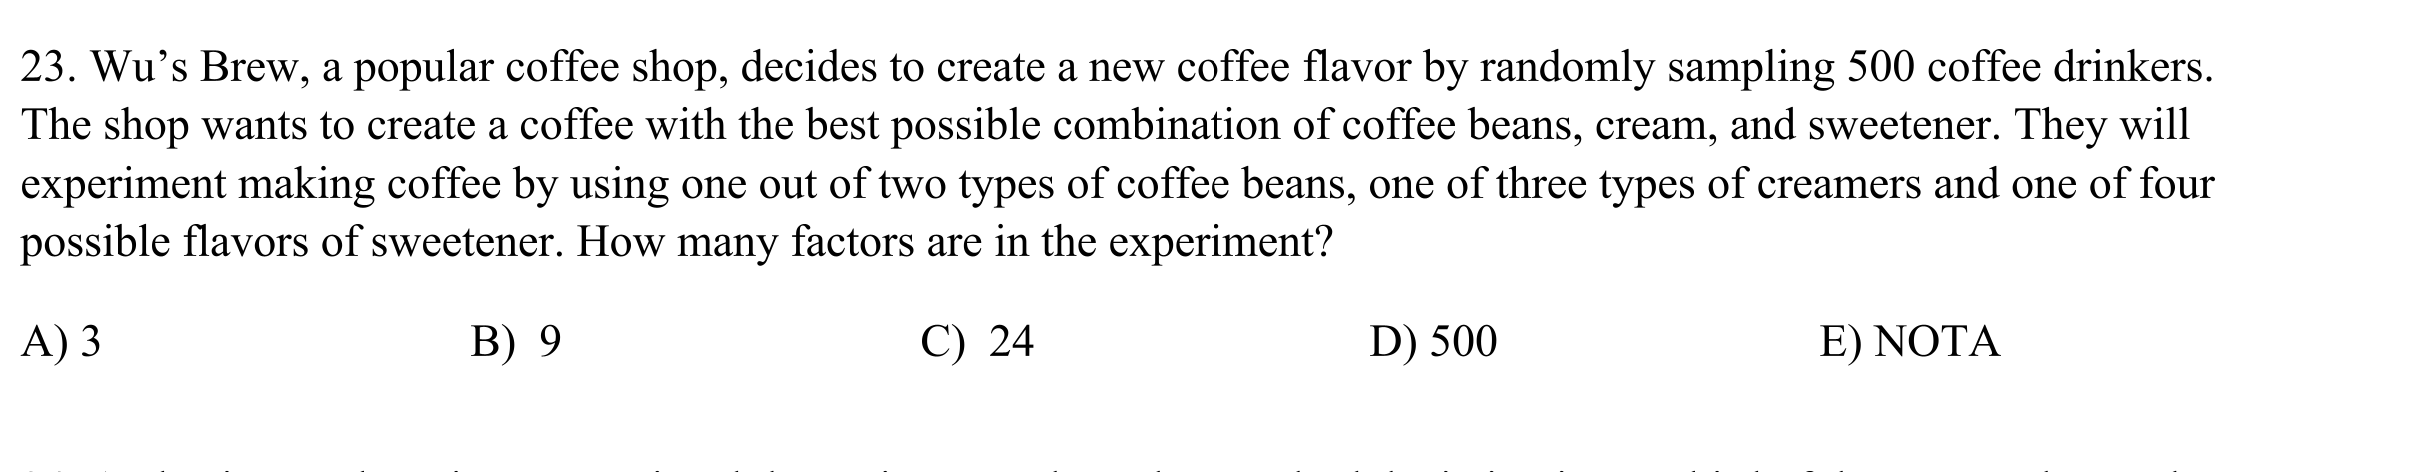 23. Wu’s Brew, a popular coffee shop, decides to create a new coffee flavor by randomly sampling 500 coffee drinkers.
The shop wants to create a coffee with the best possible combination of coffee beans, cream, and sweetener. They will
experiment making coffee by using one out of two types of coffee beans, one of three types of creamers and one of four
possible flavors of sweetener. How many factors are in the experiment?
A) 3 B) 9 C) 24 D) 500 E) NOTA